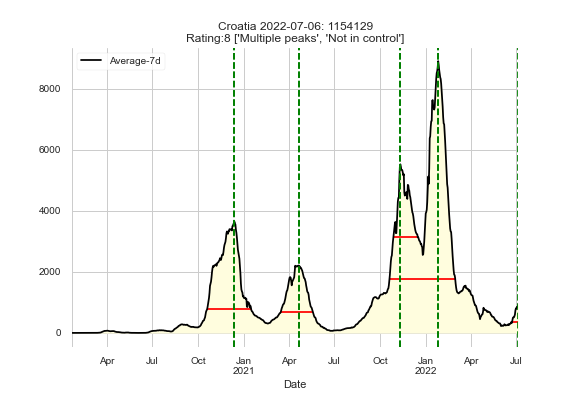 Croatia 2022-07-06: 1154129
Rating:8 ['Multiple peaks', 'Not in control']
Average-7d
8000
6000
4000
2000
0
Apr Jul Oct Jan Apr Jul Oct Jan Apr Jul
2021 2022
Date